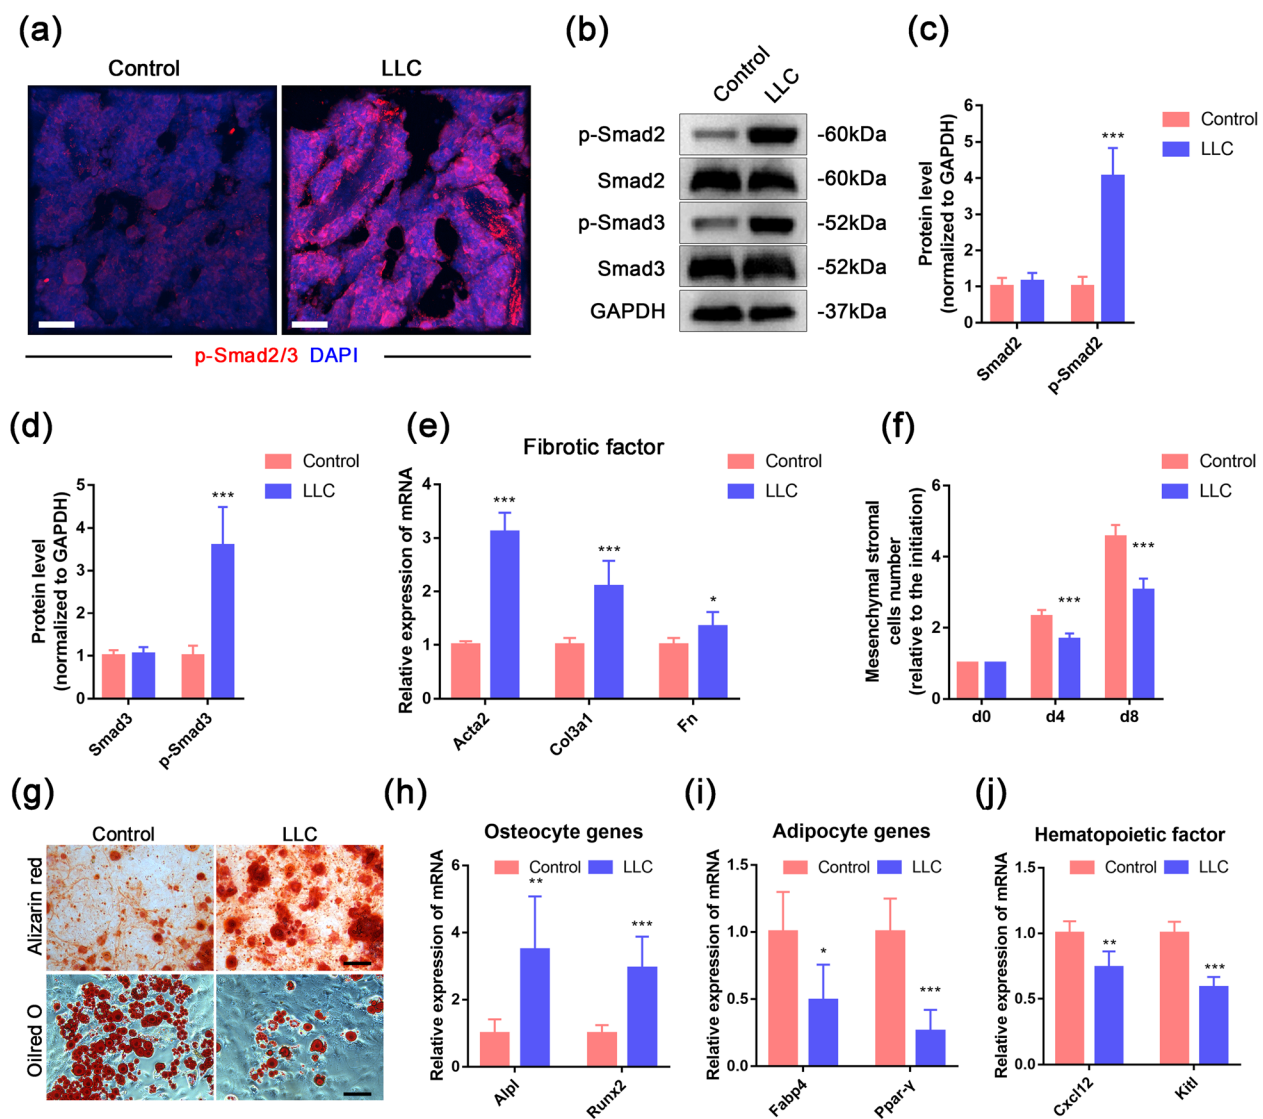 (a)
Control LLC
p-Smad2/3 DAPI
(b)
Control LLC
p-Smad2 -60kDa
Smad2 -60kDa
p-Smad3 -52kDa
Smad3 -52kDa
GAPDH -37kDa
(c)
Protein level
(normalized to GAPDH)
6
5
4
3
2
1
0
***
Smad2 p-Smad2
Control
LLC
(d)
Protein level
(normalized to GAPDH)
5
4
3
2
1
0
***
Smad3 p-Smad3
Control
LLC
(e)
Fibrotic factor
Relative expression of mRNA
4
3
2
1
0
*** *** *
Acta2 Col3a1 Fn
Control
LLC
(f)
Mesenchymal stromal
cells number
(relative to the initiation)
6
4
2
0
*** ***
d0 d4 d8
Control
LLC
(g)
Control LLC
Alizarin red
Oilred O
(h)
Osteocyte genes
Control LLC
Relative expression of mRNA
6
4
2
0
** ***
Alpl Runx2
(i)
Adipocyte genes
Control LLC
Relative expression of mRNA
1.5
1.0
0.5
0.0
* ***
Fabp4 Ppar-γ
(j)
Hematopoietic factor
Control LLC
Relative expression of mRNA
1.5
1.0
0.5
0.0
** ***
Cxcl12 Kitl